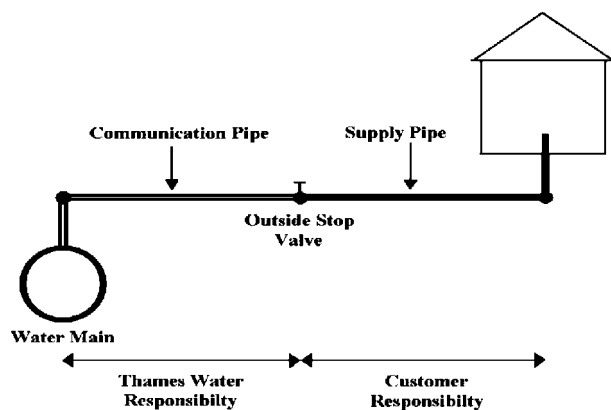 Communication Pipe
Supply Pipe
Outside Stop
Valve
Water Main
Thames Water
Responsibilty
Customer
Responsibilty